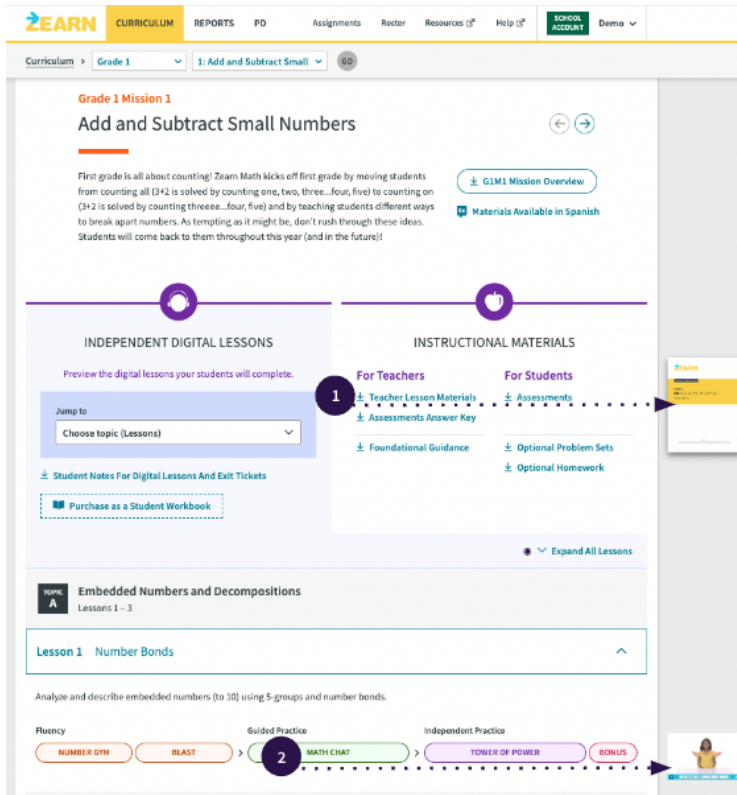 ZEARN
CURRICULUM REPORTS PD Assignments Roster Resources Help SCHOOL ACCOUNT Demo
Curriculum > Grade 1 1: Add and Subtract Small GO
Grade 1 Mission 1
Add and Subtract Small Numbers
First grade is all about counting! Zearn Math kicks off first grade by moving students
from counting all (3+2 is solved by counting one, two, three...four, five) to counting on
(3+2 is solved by counting threeee...four, five) and by teaching students different ways
to break apart numbers. As tempting as it might be, don't rush through these ideas.
Students will come back to them throughout this year (and in the future)!
G1M1 Mission Overview
Materials Available in Spanish
INDEPENDENT DIGITAL LESSONS
Preview the digital lessons your students will complete.
Jump to
Choose topic (Lessons)
Student Notes For Digital Lessons And Exit Tickets
Purchase as a Student Workbook
INSTRUCTIONAL MATERIALS
For Teachers
1
Teacher Lesson Materials
Assessments Answer Key
Foundational Guidance
For Students
Assessments
Optional Problem Sets
Optional Homework
ZEARN
Expand All Lessons
TOPIC
A
Embedded Numbers and Decompositions
Lessons 1 – 3
Lesson 1 Number Bonds
Analyze and describe embedded numbers (to 10) using 5-groups and number bonds.
Fluency Guided Practice Independent Practice
NUMBER GYM BLAST > 2 MATH CHAT > TOWER OF POWER BONUS